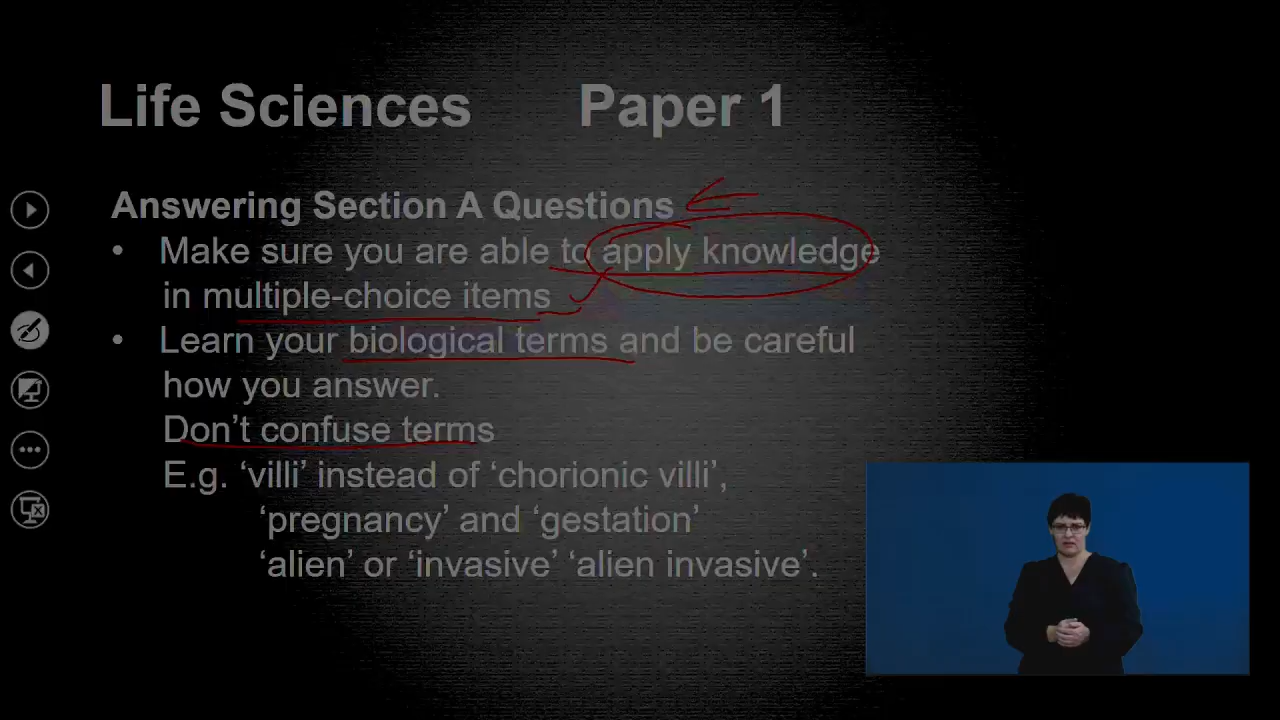 Life Sciences Paper 1
Answering Section A Questions
• Make sure you are able to apply knowledge
in multiple-choice items
• Learn your biological terms and be careful
how you answer.
Don’t confuse terms
E.g. ‘villi’ instead of ‘chorionic villi’,
‘pregnancy’ and ‘gestation’
‘alien’ or ‘invasive’ ‘alien invasive’.